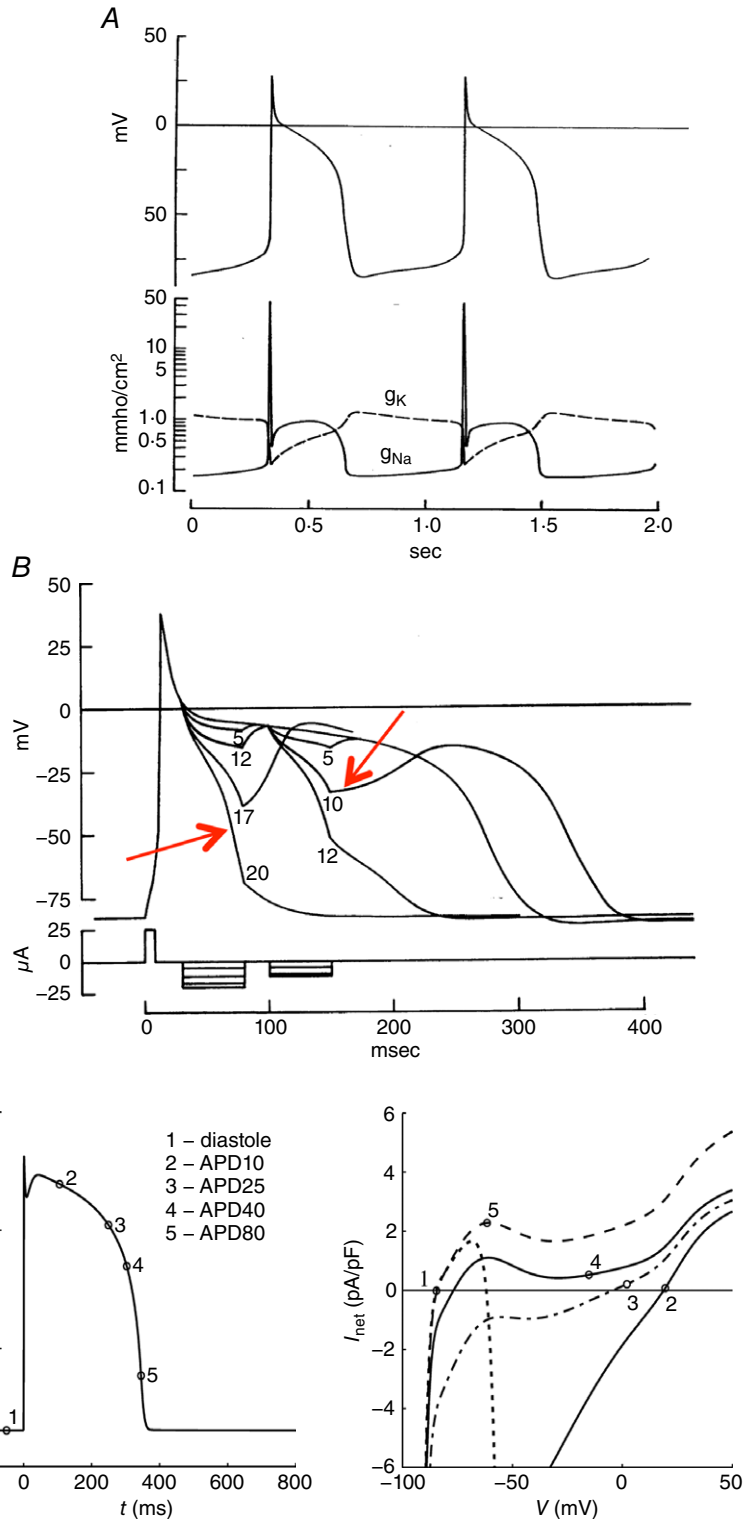 A
50
mV
0
50
50
10
5
mmho/cm2
1·0
0·5
0·1
gK
gNa
0 0·5 1·0 1·5 2·0
sec
B
50
25
mV
0
−25
−50
−75
5
12
17
20
5
10
12
25
μA
0
−25
0 100 200 300 400
msec
1 – diastole
2 – APD10
3 – APD25
4 – APD40
5 – APD80
2
3
4
5
1
0 200 400 600 800
t (ms)
6
4
2
Inet (pA/pF)
0
−2
−4
−6
5
4
1
3
2
−100 −50 0 50
V (mV)